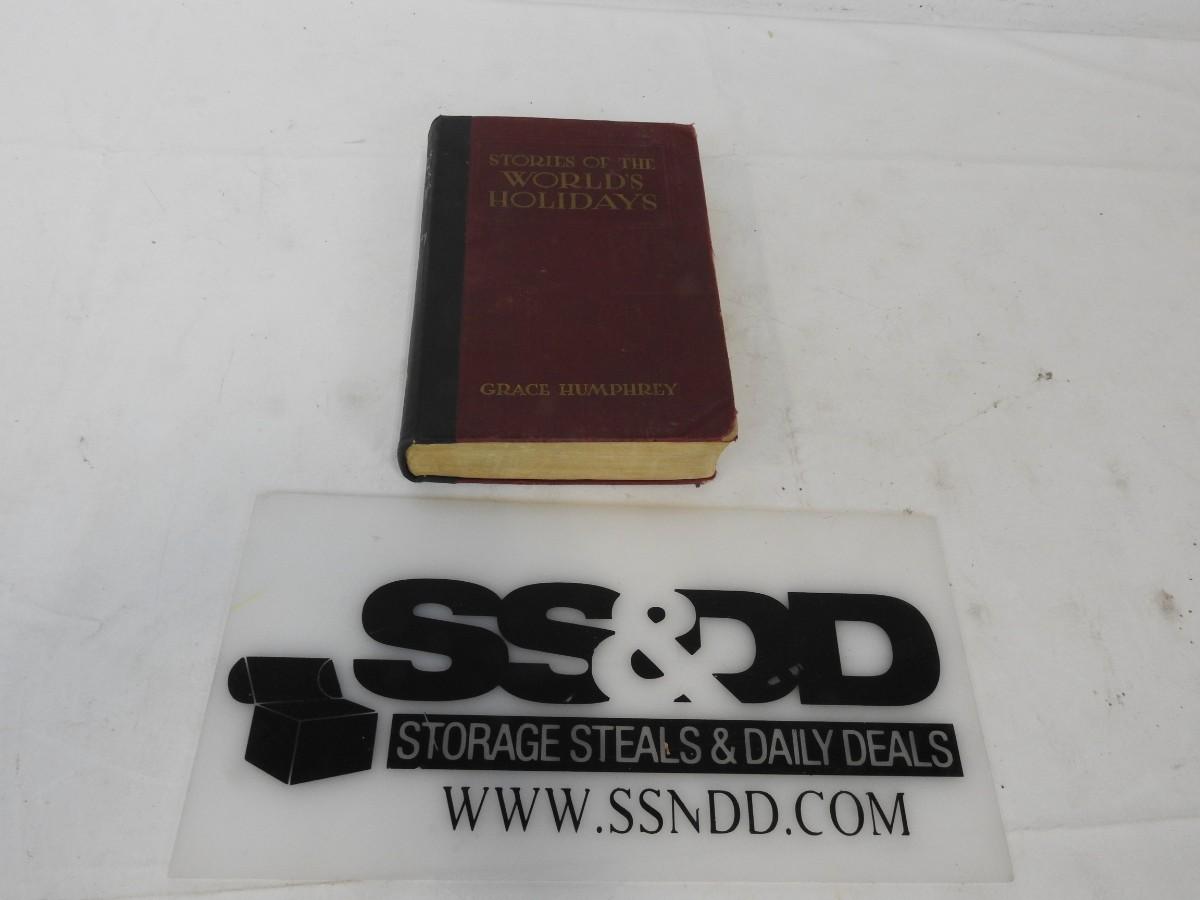 STORIES OF THE
WORLD'S
HOLIDAYS
GRACE HUMPHREY
SS&DD
STORAGE STEALS & DAILY DEALS
WWW.SSNDD.COM